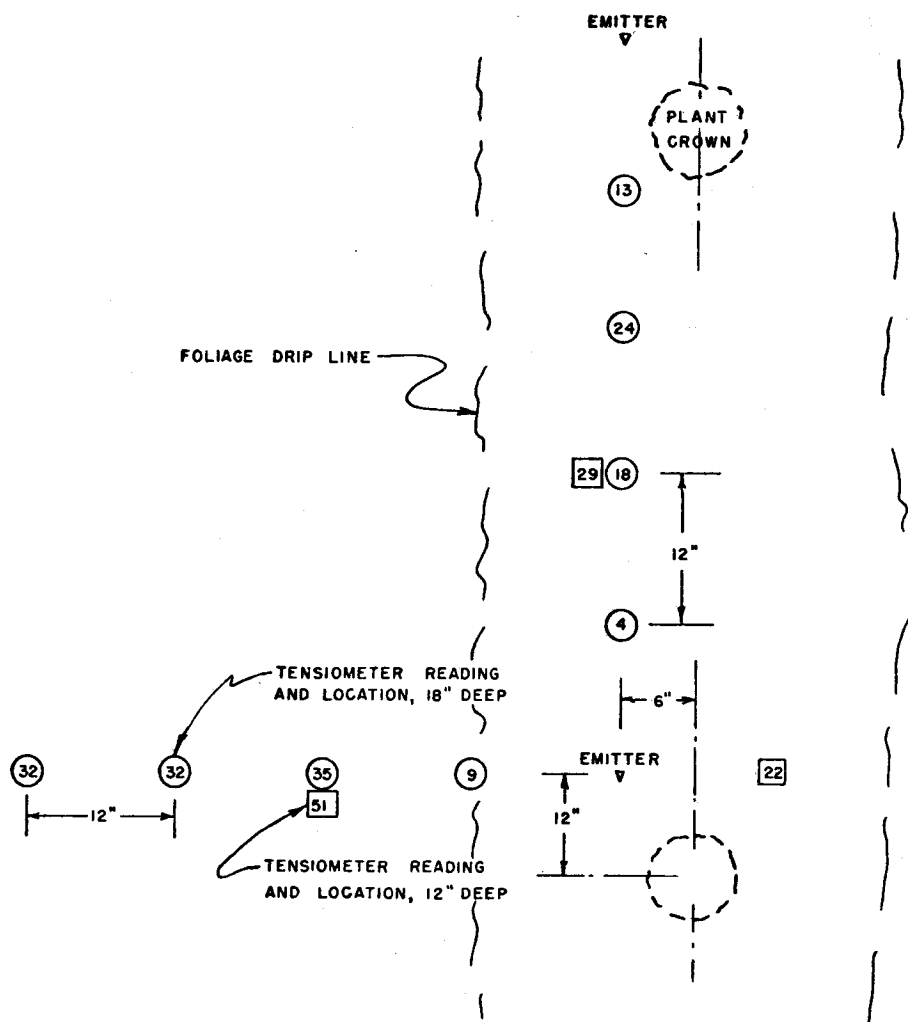 EMITTER
PLANT
CROWN
13
24
FOLIAGE DRIP LINE
29
18
12"
4
TENSIOMETER READING
AND LOCATION, 18" DEEP
6"
EMITTER
32
32
35
9
22
51
12"
12"
TENSIOMETER READING
AND LOCATION, 12" DEEP